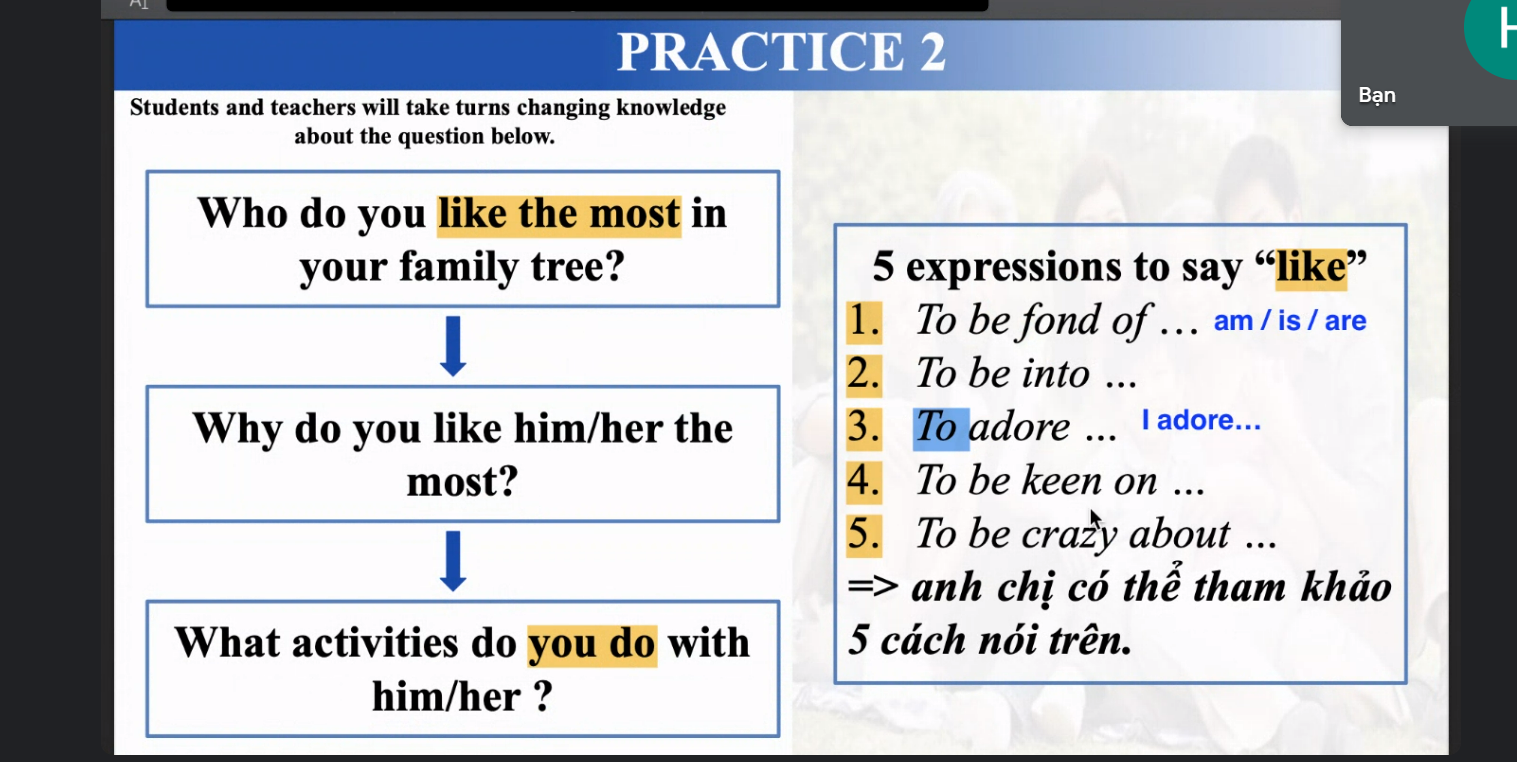 PRACTICE 2
Bạn
Students and teachers will take turns changing knowledge
about the question below.
Who do you like the most in
your family tree?
Why do you like him/her the
most?
What activities do you do with
him/her ?
5 expressions to say “like”
1. To be fond of … am / is / are
2. To be into ...
3. To adore ... I adore...
4. To be keen on ...
5. To be crazy about ...
=> anh chị có thể tham khảo
5 cách nói trên.